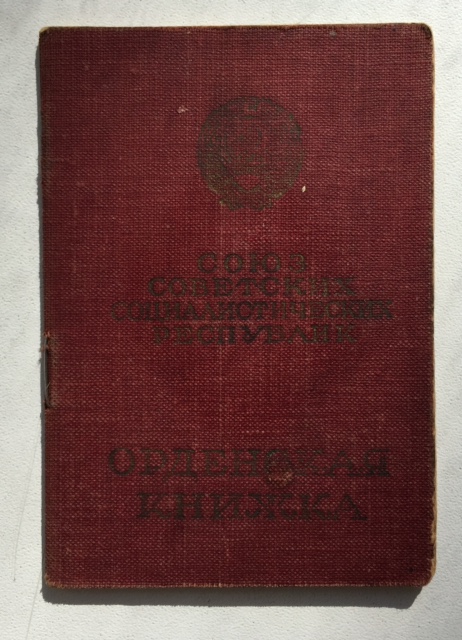 СОЮЗ
СОВЕТСКИХ
СОЦИАЛИСТИЧЕСКИХ
РЕСПУБЛИК
ОРДЕНСКАЯ
КНИЖКА